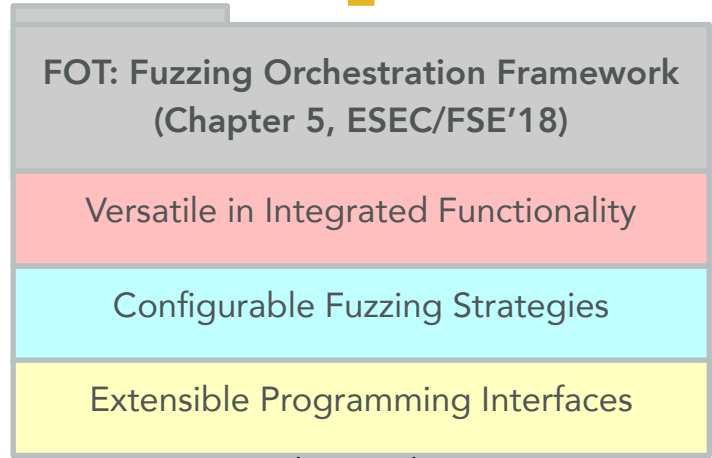 FOT: Fuzzing Orchestration Framework
(Chapter 5, ESEC/FSE’18)
Versatile in Integrated Functionality
Configurable Fuzzing Strategies
Extensible Programming Interfaces